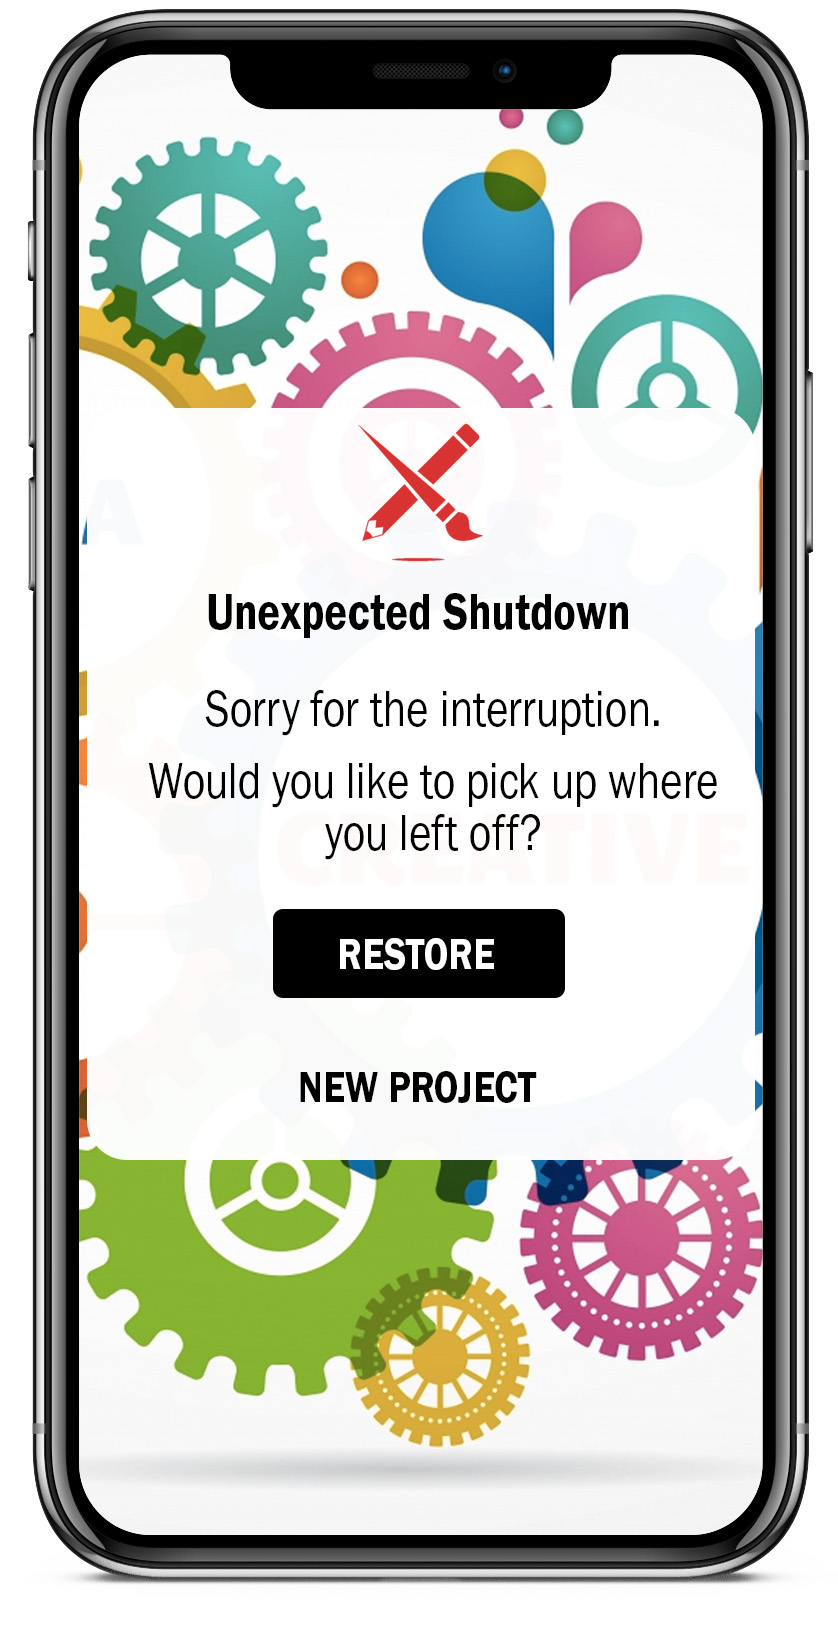 A
Unexpected Shutdown
Sorry for the interruption.
Would you like to pick up where
you left off?
CREATIVE
RESTORE
NEW PROJECT